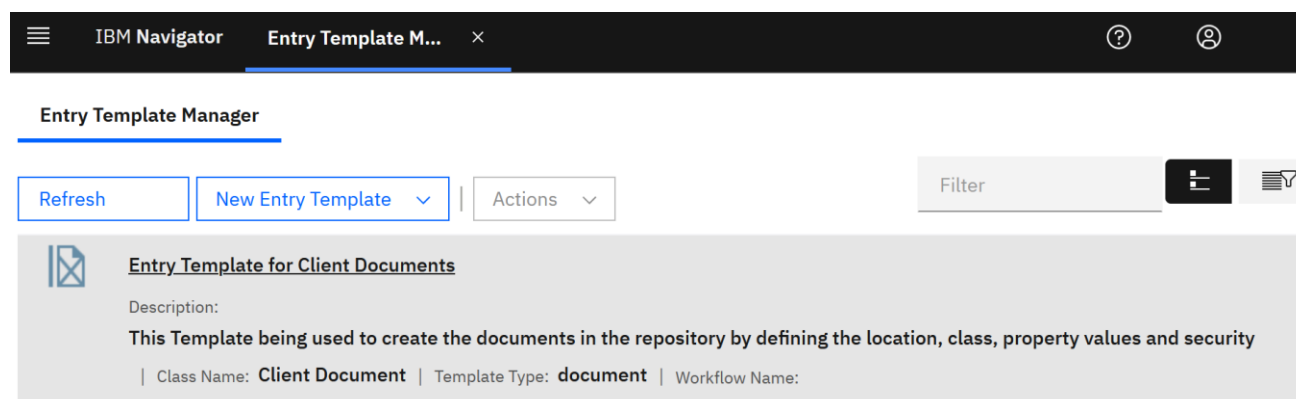 IBM Navigator Entry Template M... ×
Entry Template Manager
Refresh New Entry Template | Actions Filter
Entry Template for Client Documents
Description:
This Template being used to create the documents in the repository by defining the location, class, property values and security
| Class Name: Client Document | Template Type: document | Workflow Name: